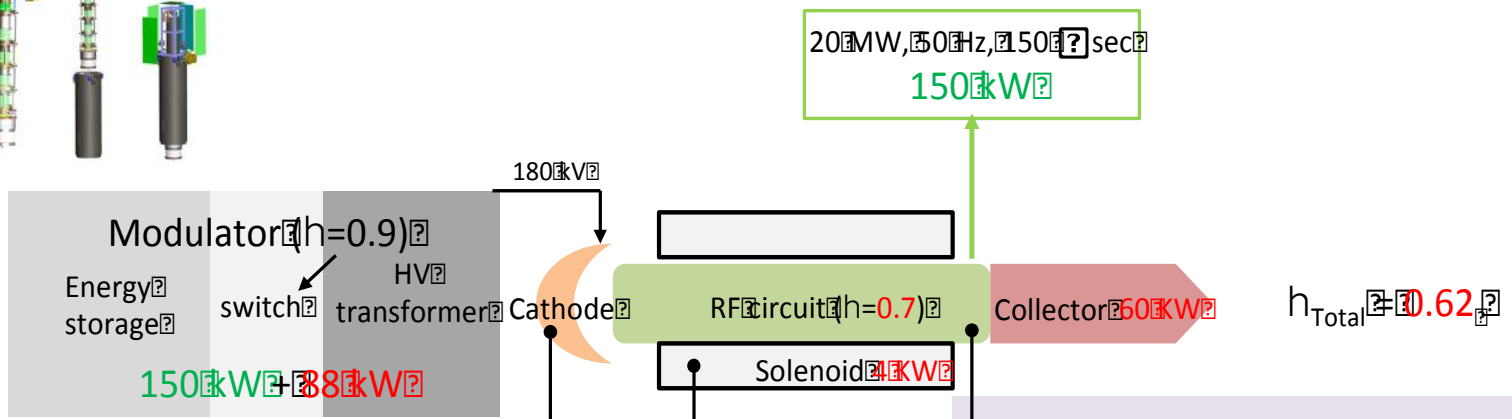 20 MW, 50 Hz, 150 ? sec
150 kW
180 kV
Modulator (h=0.9)
Energy storage
switch
HV transformer
Cathode
RF circuit (h=0.7)
Collector 60 KW
hTotal = 0.62
Solenoid 4 KW
150 kW + 88 kW